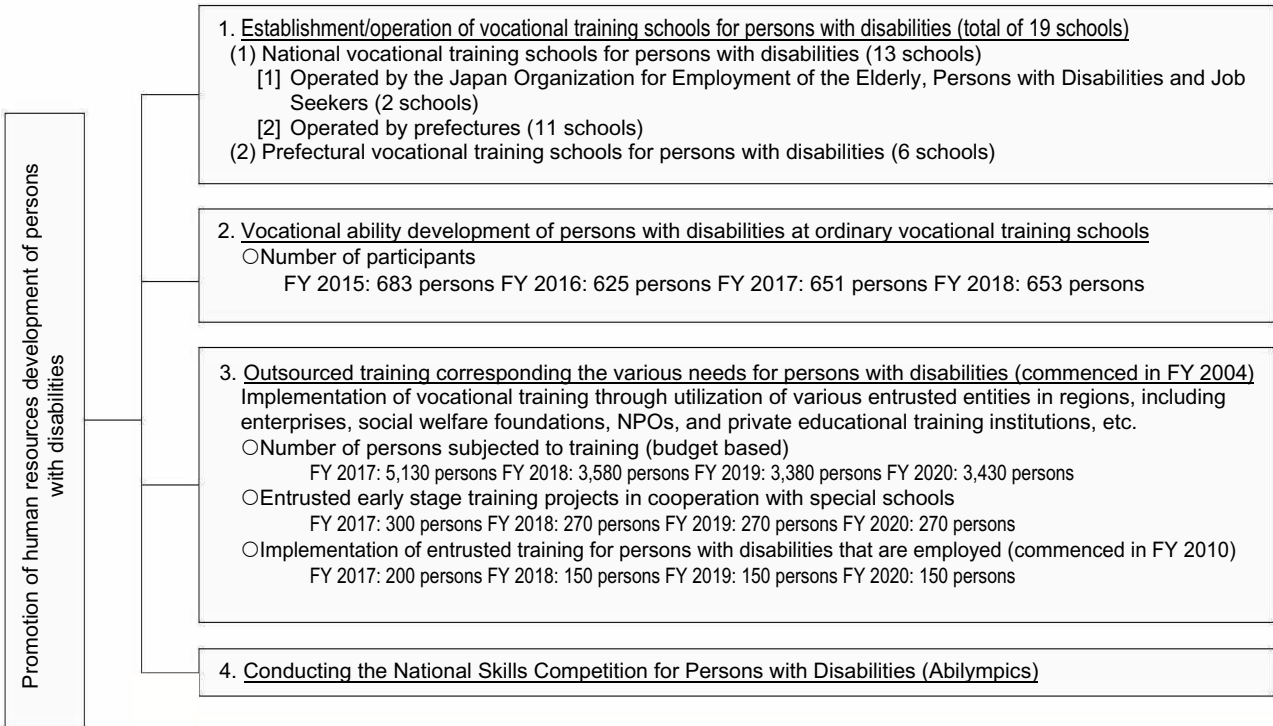 Promotion of human resources development of persons
with disabilities
1. Establishment/operation of vocational training schools for persons with disabilities (total of 19 schools)
(1) National vocational training schools for persons with disabilities (13 schools)
[1] Operated by the Japan Organization for Employment of the Elderly, Persons with Disabilities and Job
Seekers (2 schools)
[2] Operated by prefectures (11 schools)
(2) Prefectural vocational training schools for persons with disabilities (6 schools)
2. Vocational ability development of persons with disabilities at ordinary vocational training schools
○Number of participants
FY 2015: 683 persons FY 2016: 625 persons FY 2017: 651 persons FY 2018: 653 persons
3. Outsourced training corresponding the various needs for persons with disabilities (commenced in FY 2004)
Implementation of vocational training through utilization of various entrusted entities in regions, including
enterprises, social welfare foundations, NPOs, and private educational training institutions, etc.
○Number of persons subjected to training (budget based)
FY 2017: 5,130 persons FY 2018: 3,580 persons FY 2019: 3,380 persons FY 2020: 3,430 persons
○Entrusted early stage training projects in cooperation with special schools
FY 2017: 300 persons FY 2018: 270 persons FY 2019: 270 persons FY 2020: 270 persons
○Implementation of entrusted training for persons with disabilities that are employed (commenced in FY 2010)
FY 2017: 200 persons FY 2018: 150 persons FY 2019: 150 persons FY 2020: 150 persons
4. Conducting the National Skills Competition for Persons with Disabilities (Abilympics)